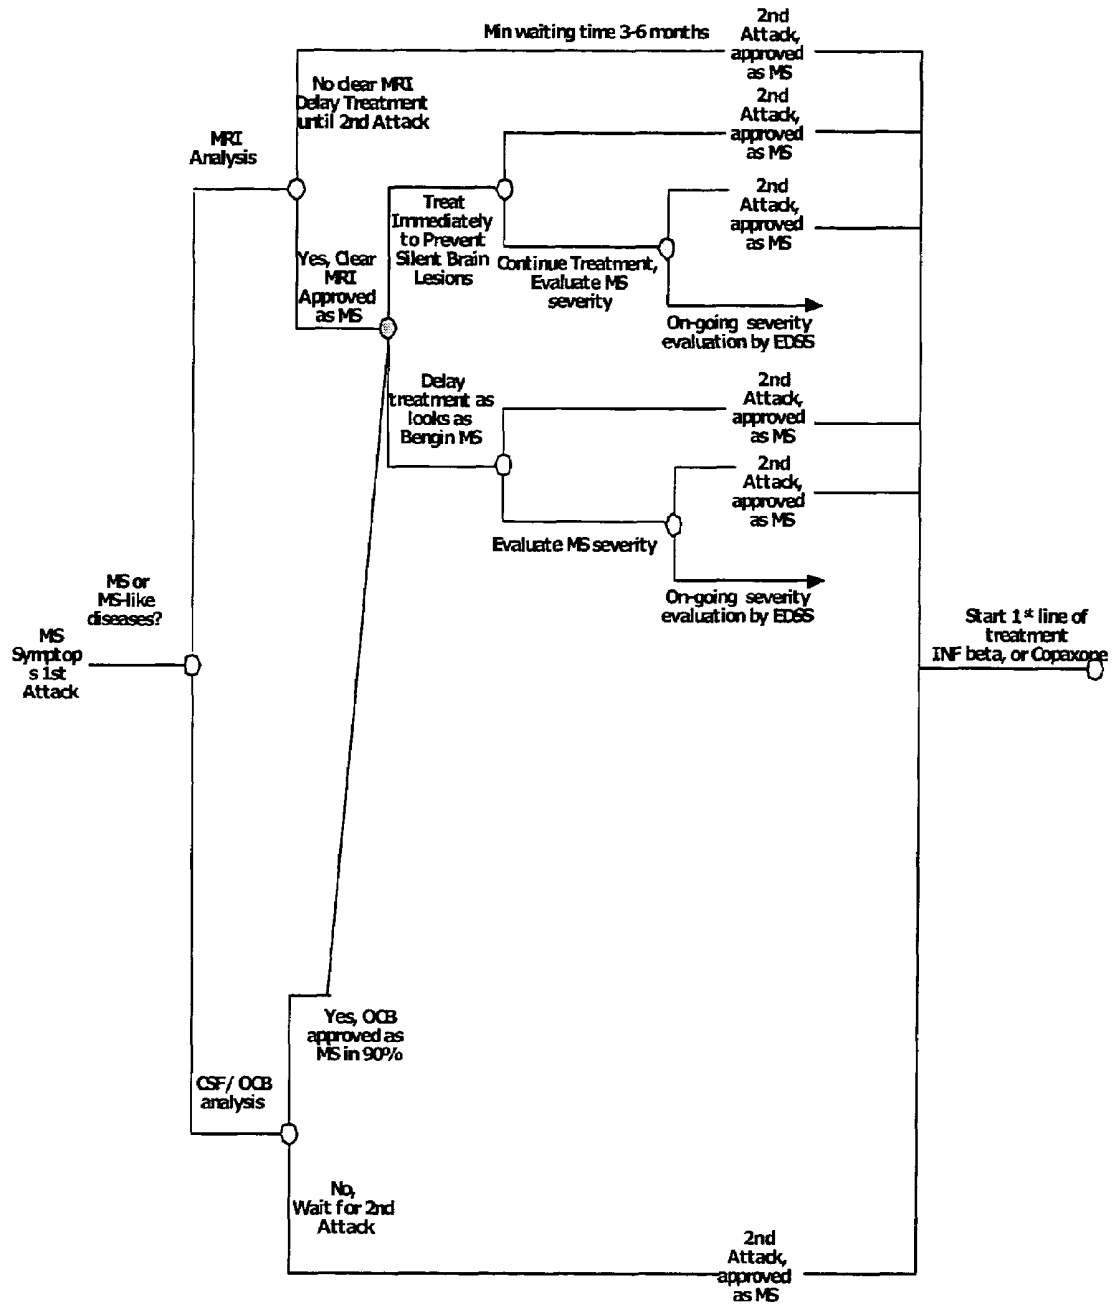 Min waiting time 3-6 months
2nd
Attack,
approved
as MS
No clear MRI
Delay Treatment
until 2nd Attack
2nd
Attack,
approved
as MS
MRI
Analysis
Treat
Immediately
to Prevent
Silent Brain
Lesions
2nd
Attack,
approved
as MS
Yes, Clear
MRI
Approved
as MS
Continue Treatment,
Evaluate MS
severity
On-going severity
evaluation by EDSS
Delay
treatment as
looks as
Bengin MS
2nd
Attack,
approved
as MS
2nd
Attack,
approved
as MS
Evaluate MS severity
On-going severity
evaluation by EDSS
MS or
MS-like
diseases?
MS
Symptop
s 1st
Attack
Start 1st line of
treatment
INF beta, or Copaxone
Yes, OCB
approved as
MS in 90%
CSF/ OCB
analysis
No,
Wait for 2nd
Attack
2nd
Attack,
approved
as MS